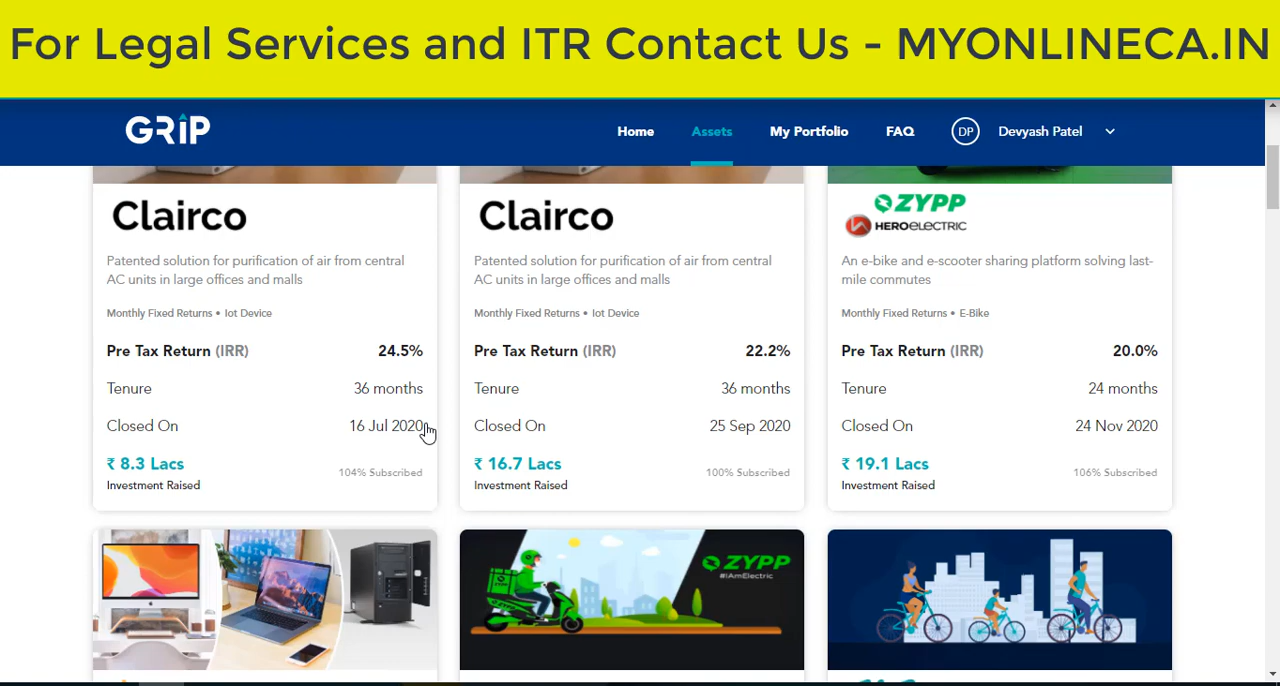 For Legal Services and ITR Contact Us - MYONLINECA.IN
GRIP
Home
Assets
My Portfolio
FAQ
DP
Devyash Patel
Clairco
Patented solution for purification of air from central
AC units in large offices and malls
Monthly Fixed Returns • Iot Device
Pre Tax Return (IRR) 24.5%
Tenure 36 months
Closed On 16 Jul 2020
₹ 8.3 Lacs
Investment Raised
104% Subscribed
Clairco
Patented solution for purification of air from central
AC units in large offices and malls
Monthly Fixed Returns • Iot Device
Pre Tax Return (IRR) 22.2%
Tenure 36 months
Closed On 25 Sep 2020
₹ 16.7 Lacs
Investment Raised
100% Subscribed
ZYPP
HEROELECTRIC
An e-bike and e-scooter sharing platform solving last-
mile commutes
Monthly Fixed Returns • E-Bike
Pre Tax Return (IRR) 20.0%
Tenure 24 months
Closed On 24 Nov 2020
₹ 19.1 Lacs
Investment Raised
106% Subscribed
ZYPP
#IAmElectric